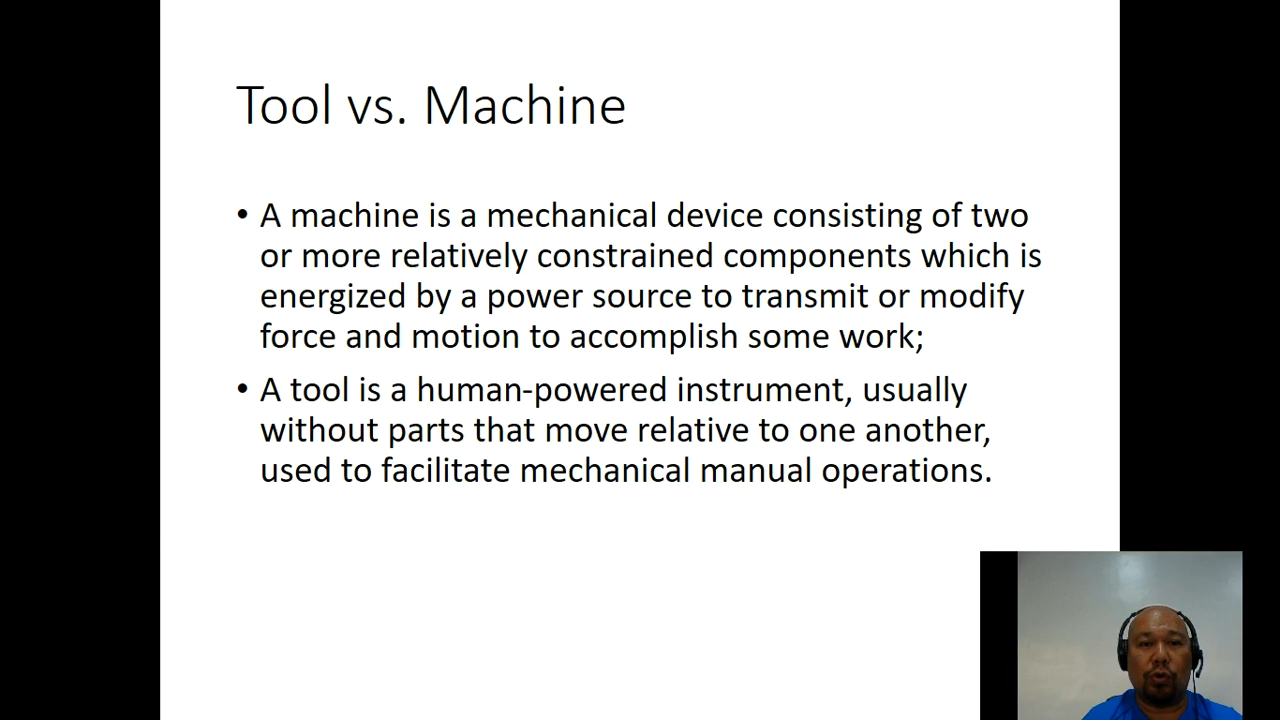 Tool vs. Machine
• A machine is a mechanical device consisting of two
or more relatively constrained components which is
energized by a power source to transmit or modify
force and motion to accomplish some work;
• A tool is a human-powered instrument, usually
without parts that move relative to one another,
used to facilitate mechanical manual operations.